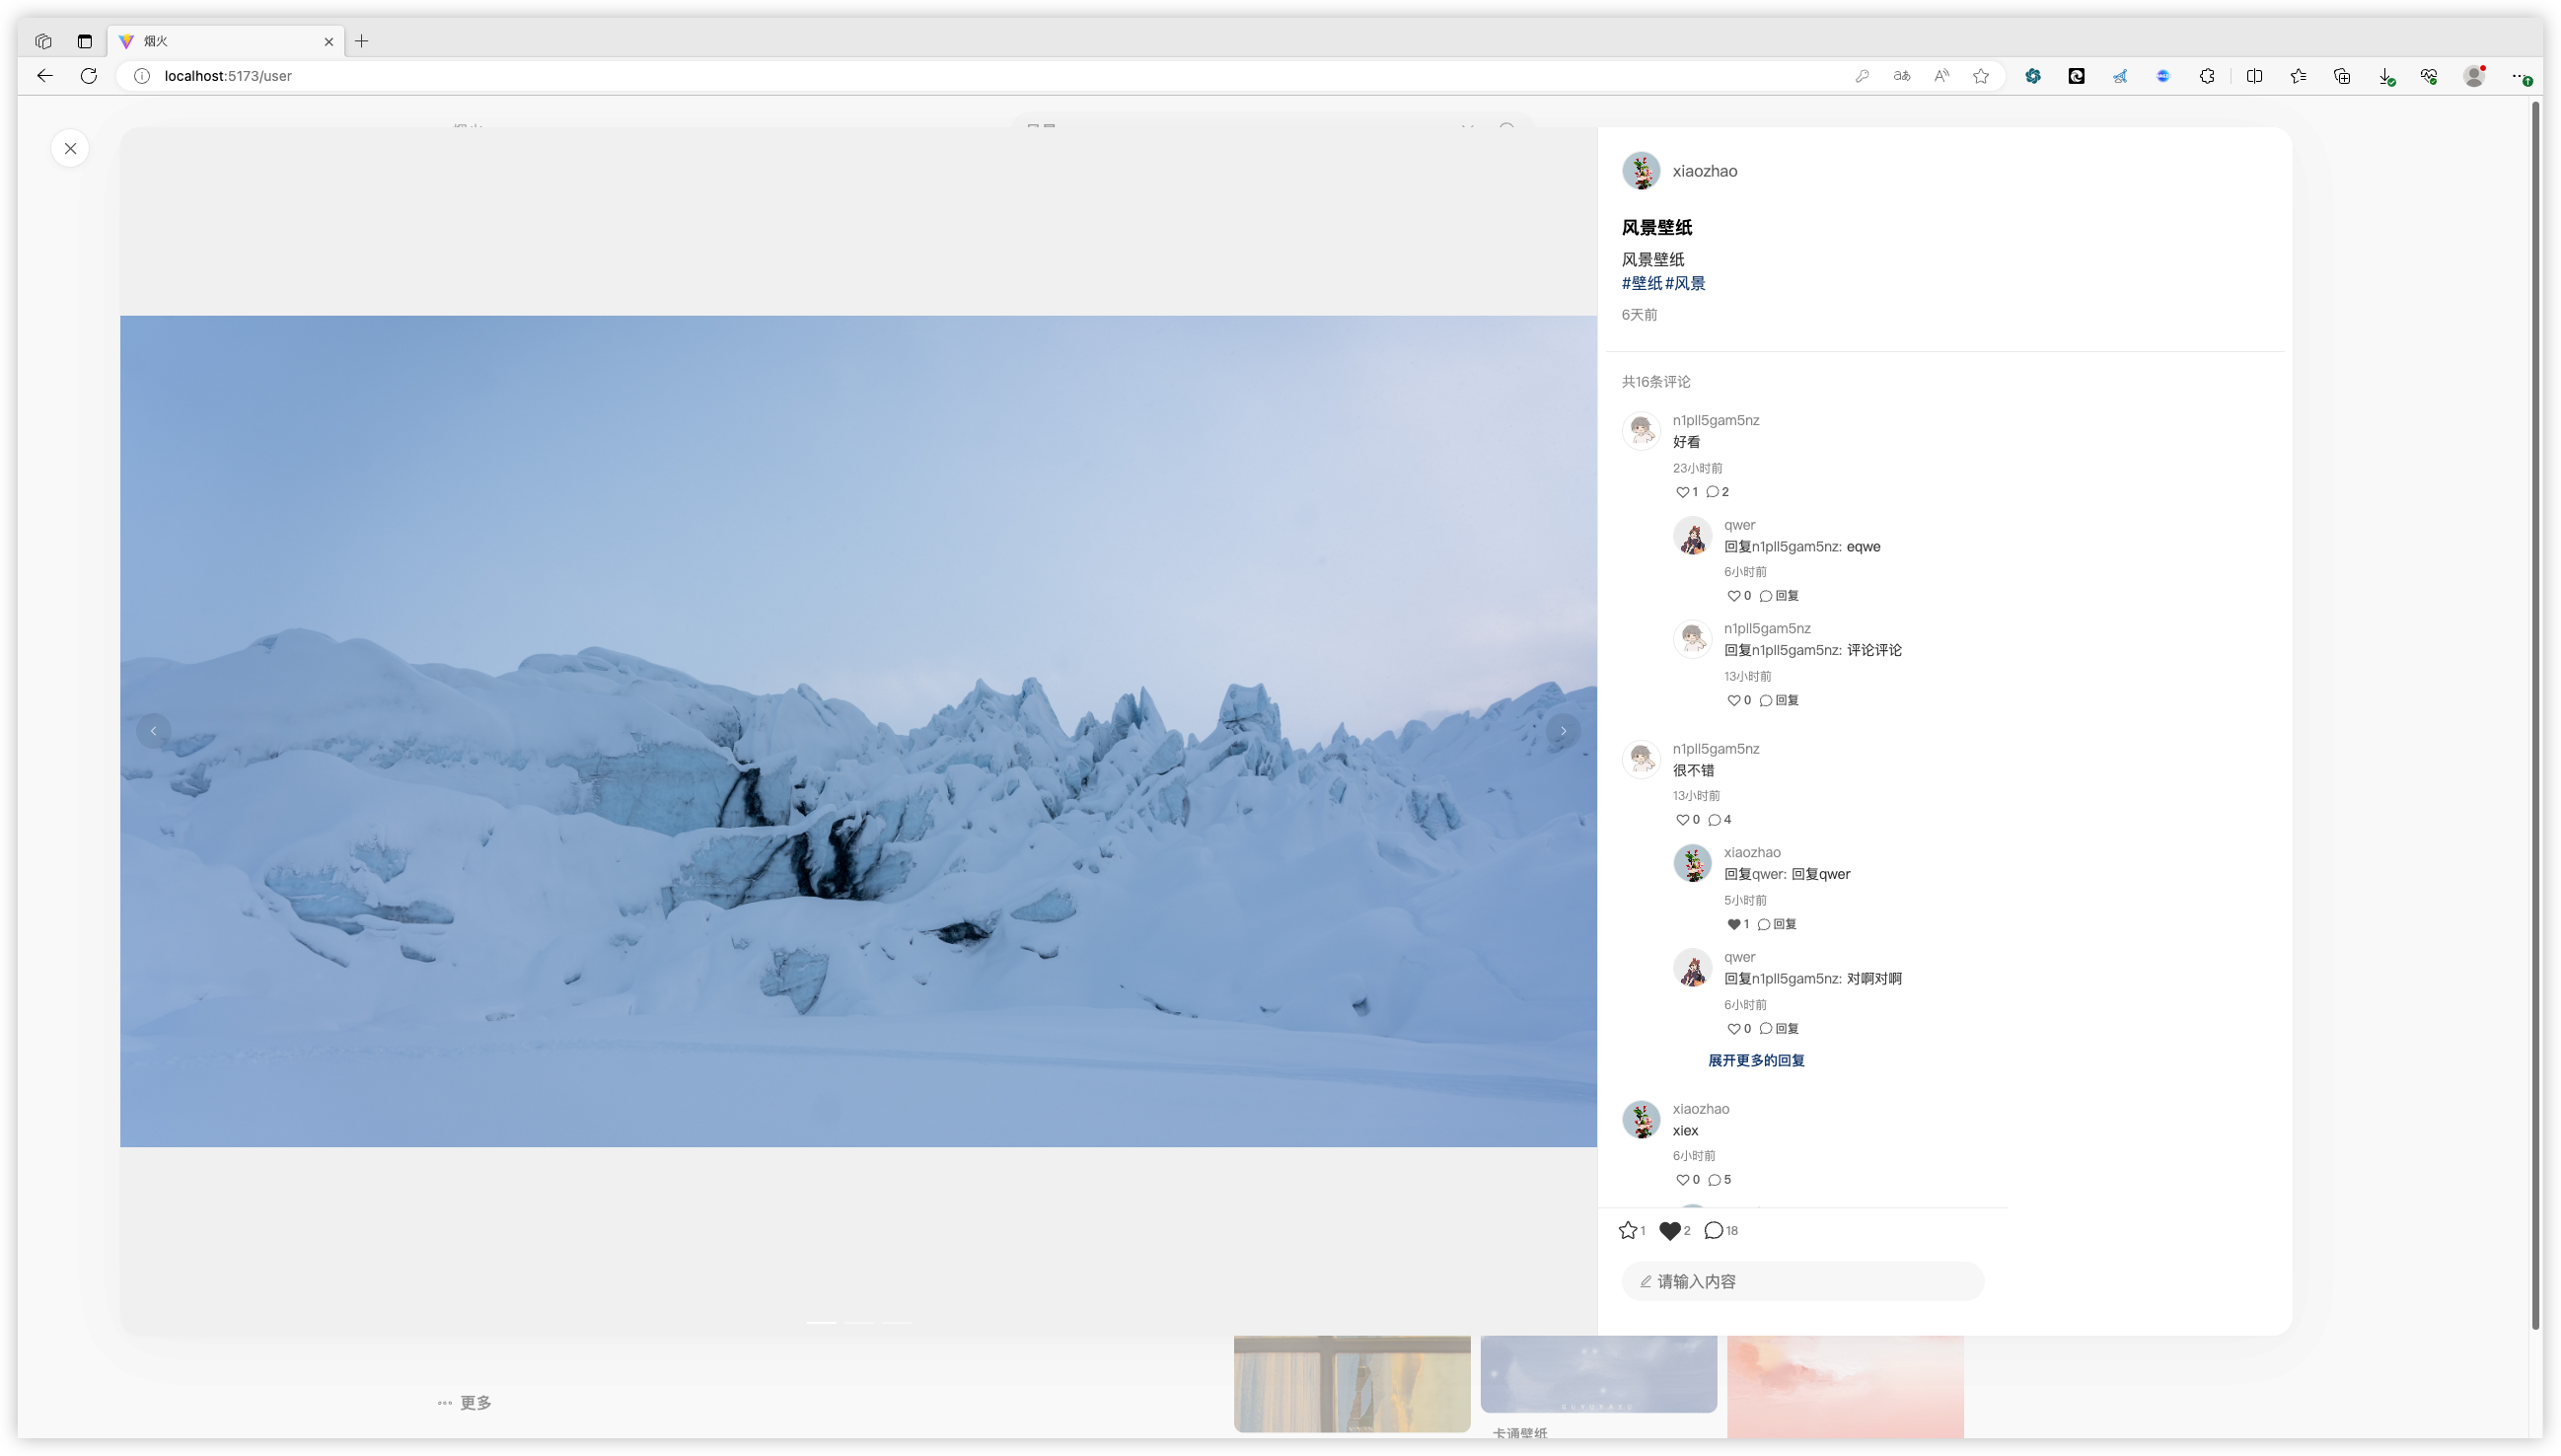 烟火
localhost:5173/user
xiaozhao
风景壁纸
风景壁纸
#壁纸 #风景
6天前
共16条评论
n1pll5gam5nz
好看
23小时前
1 2
qwer
回复n1pll5gam5nz: eqwe
6小时前
0 回复
n1pll5gam5nz
回复n1pll5gam5nz: 评论评论
13小时前
0 回复
n1pll5gam5nz
很不错
13小时前
0 4
xiaozhao
回复qwer: 回复qwer
5小时前
1 回复
qwer
回复n1pll5gam5nz: 对啊对啊
6小时前
0 回复
展开更多的回复
xiaozhao
xiex
6小时前
0 5
1 2 18
请输入内容
更多
卡通壁纸